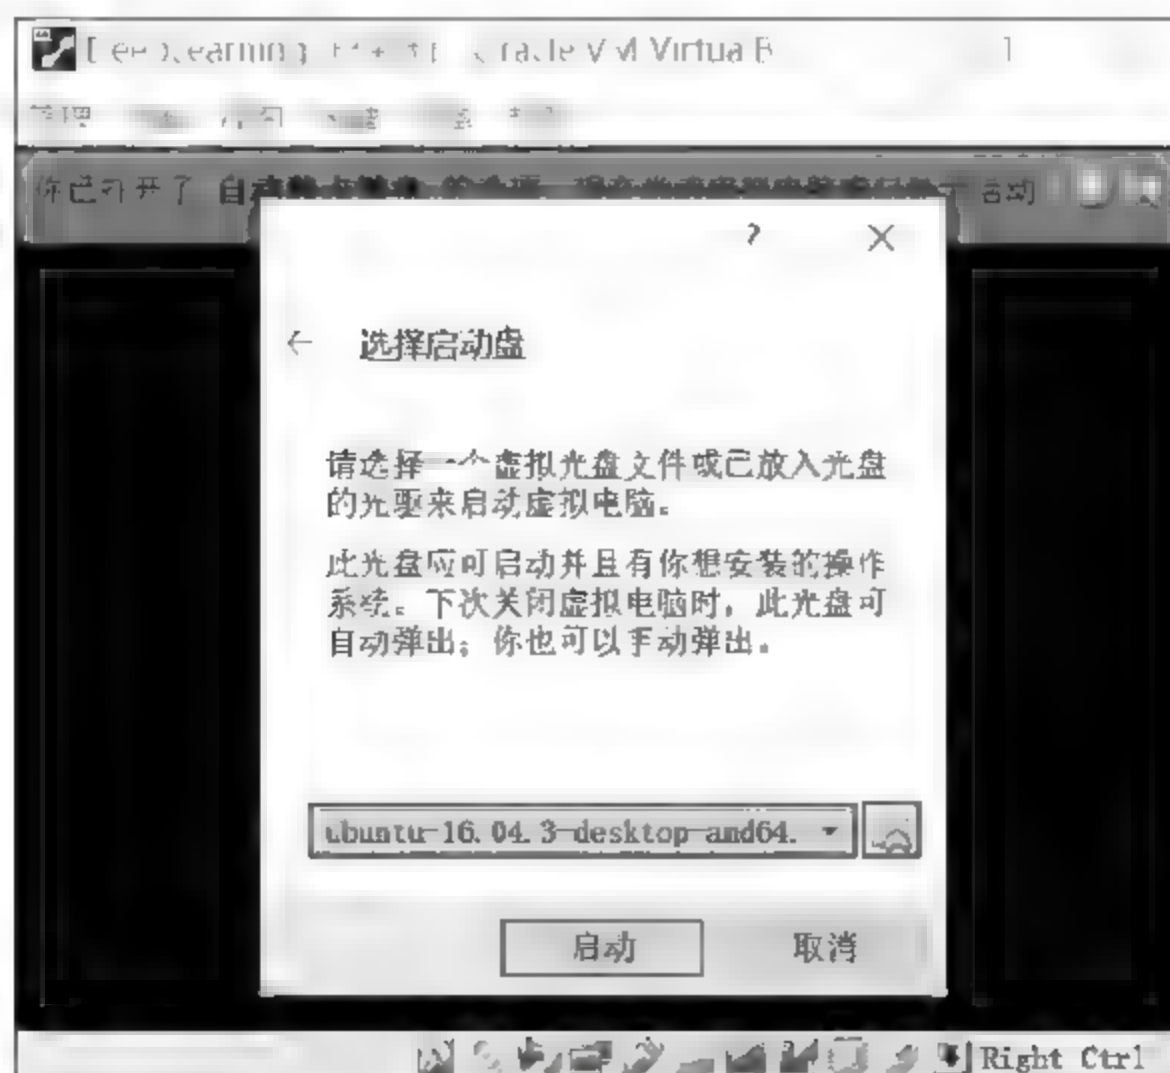 你已打开了 自动 启动
?
选择启动盘
请选择一个虚拟光盘文件或已放入光盘
的光驱来启动虚拟电脑。
此光盘应可启动并且有你想安装的操作
系统。下次关闭虚拟电脑时，此光盘可
自动弹出；你也可以手动弹出。
ubuntu-16.04.3-desktop-amd64.
启动 取消
Right Ctrl